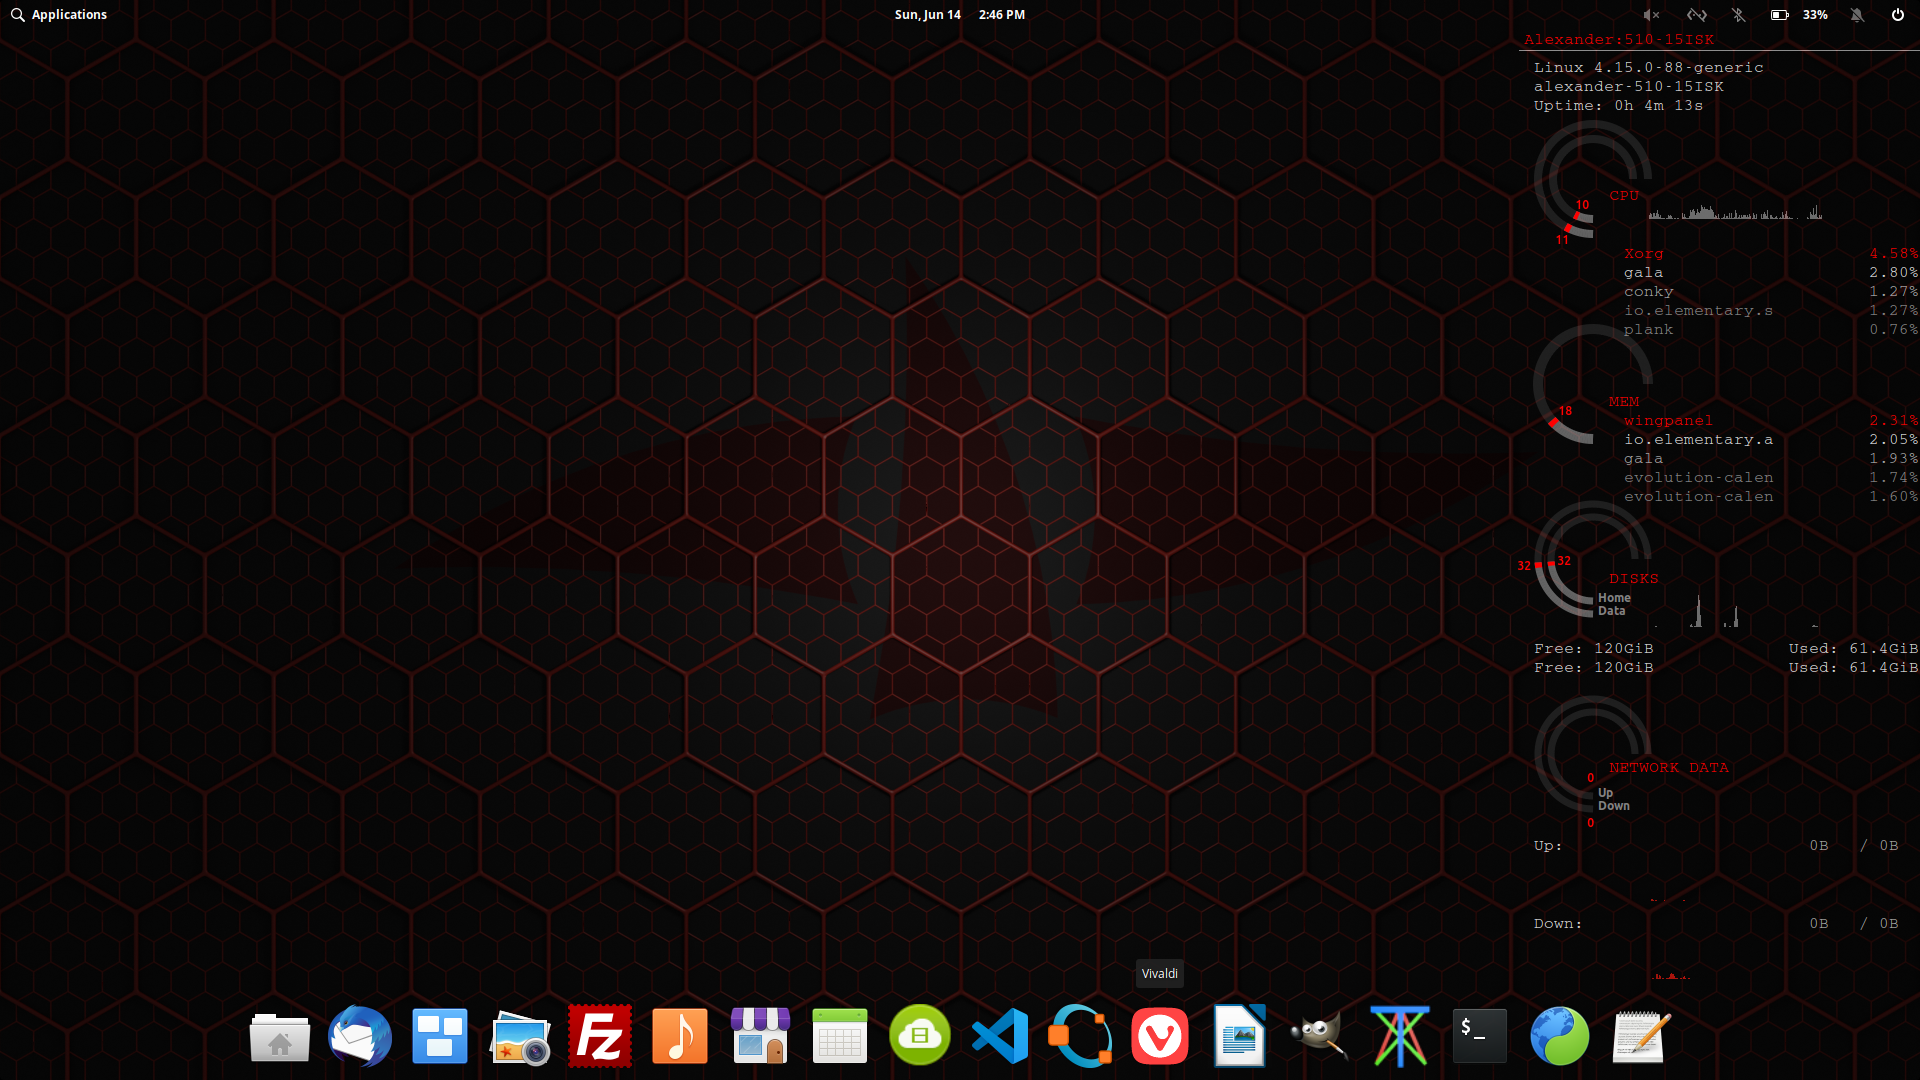 Applications
Sun, Jun 14 2:46 PM
33%
Alexander:510-15ISK
Linux 4.15.0-88-generic
alexander-510-15ISK
Uptime: 0h 4m 13s
CPU
10
11
Xorg 4.58%
gala 2.80%
conky 1.27%
io.elementary.s 1.27%
plank 0.76%
MEM
18
wingpanel 2.31%
io.elementary.a 2.05%
gala 1.93%
evolution-calen 1.74%
evolution-calen 1.60%
32 32
DISKS
Home
Data
Free: 120GiB Used: 61.4GiB
Free: 120GiB Used: 61.4GiB
NETWORK DATA
0
Up
Down
0
Up: 0B / 0B
Down: 0B / 0B
Vivaldi
Fz
$_